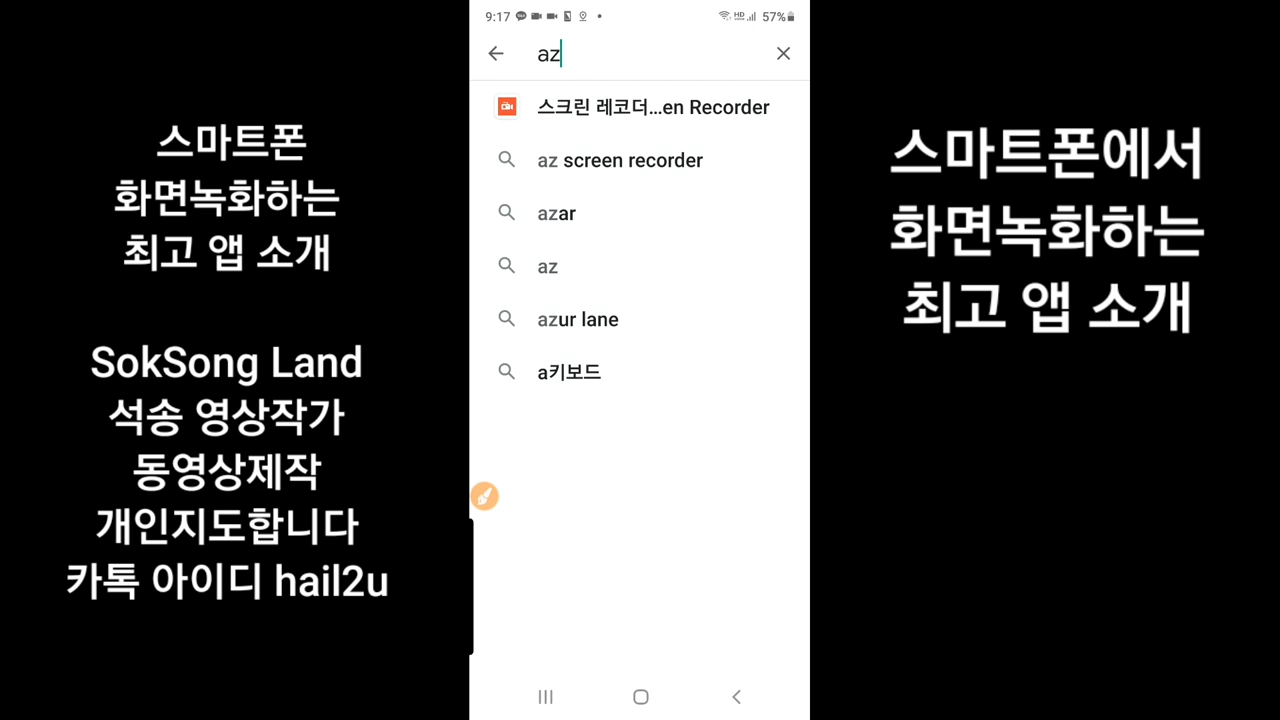 스마트폰
화면녹화하는
최고 앱 소개
SokSong Land
석송 영상작가
동영상제작
개인지도합니다
카톡 아이디 hail2u
9:17
57%
az
스크린 레코더...en Recorder
az screen recorder
azar
az
azur lane
a키보드
스마트폰에서
화면녹화하는
최고 앱 소개